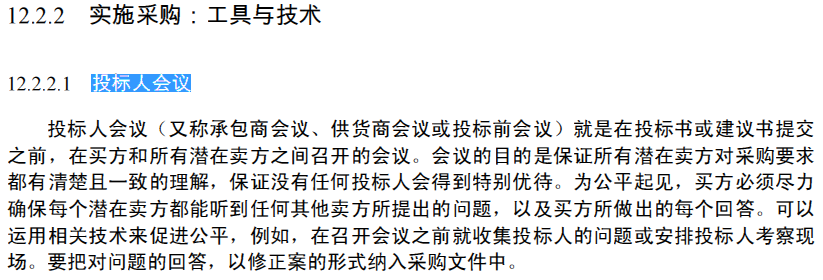 12.2.2 实施采购：工具与技术
12.2.2.1 投标人会议
投标人会议（又称承包商会议、供货商会议或投标前会议）就是在投标书或建议书提交
之前，在买方和所有潜在卖方之间召开的会议。会议的目的是保证所有潜在卖方对采购要求
都有清楚且一致的理解，保证没有任何投标人会得到特别优待。为公平起见，买方必须尽力
确保每个潜在卖方都能听到任何其他卖方所提出的问题，以及买方所做出的每个回答。可以
运用相关技术来促进公平，例如，在召开会议之前就收集投标人的问题或安排投标人考察现
场。要把对问题的回答，以修正案的形式纳入采购文件中。